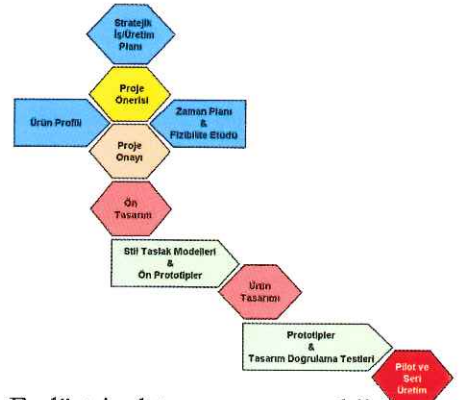 Stratejik
İş/Üretim
Planı
Proje
Önerisi
Ürün Profili
Zaman Planı
&
Fizibilite Etüdü
Proje
Onayı
Ön
Tasarım
Stil Taslak Modelleri
&
Ön Prototipler
Ürün
Tasarımı
Prototipler
&
Tasarım Doğrulama Testleri
Pilot ve
Seri
Üretim